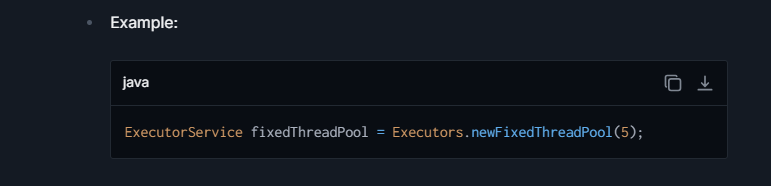 Example:
java
ExecutorService fixedThreadPool = Executors.newFixedThreadPool(5);